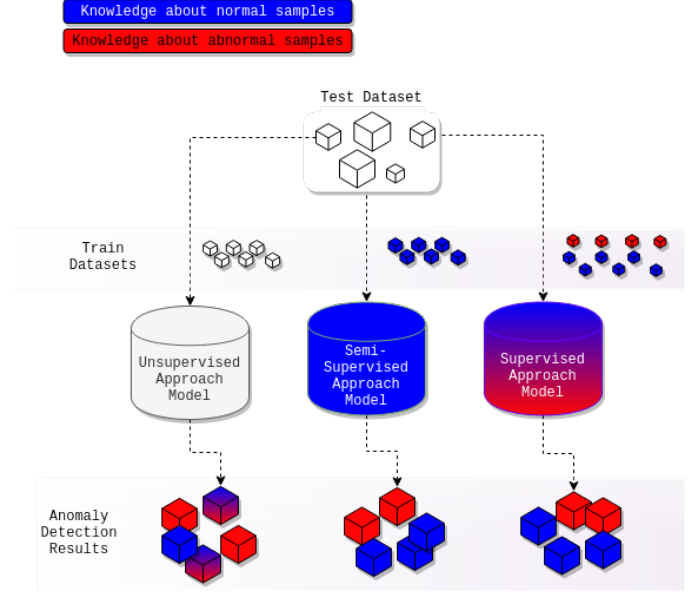 Knowledge about normal samples
Knowledge about abnormal samples
Test Dataset
Train
Datasets
Unsupervised
Approach
Model
Semi-
Supervised
Approach
Model
Supervised
Approach
Model
Anomaly
Detection
Results